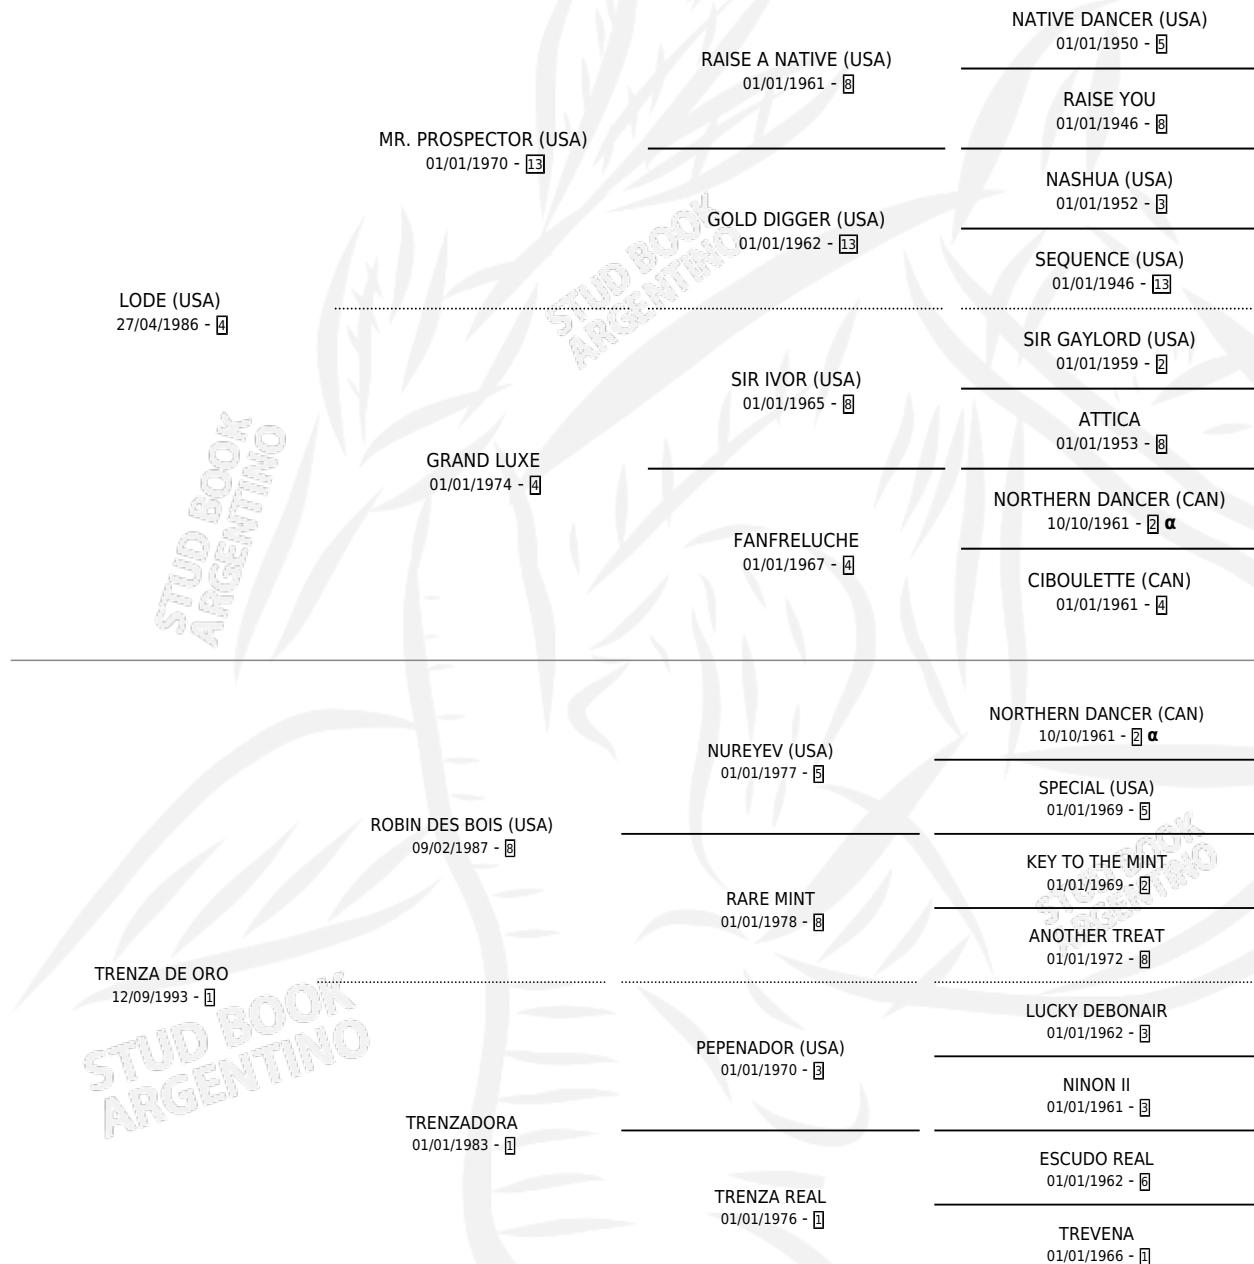 NATIVE DANCER (USA)
01/01/1950 - 5
RAISE A NATIVE (USA)
01/01/1961 - 8
RAISE YOU
01/01/1946 - 8
MR. PROSPECTOR (USA)
01/01/1970 - 13
NASHUA (USA)
01/01/1952 - 3
GOLD DIGGER (USA)
01/01/1962 - 13
SEQUENCE (USA)
01/01/1946 - 13
LODE (USA)
27/04/1986 - 4
SIR GAYLORD (USA)
01/01/1959 - 2
SIR IVOR (USA)
01/01/1965 - 8
ATTICA
01/01/1953 - 8
GRAND LUXE
01/01/1974 - 4
NORTHERN DANCER (CAN)
10/10/1961 - 2 α
FANFRELUCHE
01/01/1967 - 4
CIBOULETTE (CAN)
01/01/1961 - 4
NORTHERN DANCER (CAN)
10/10/1961 - 2 α
NUREYEV (USA)
01/01/1977 - 5
SPECIAL (USA)
01/01/1969 - 5
ROBIN DES BOIS (USA)
09/02/1987 - 8
KEY TO THE MINT
01/01/1969 - 2
RARE MINT
01/01/1978 - 8
ANOTHER TREAT
01/01/1972 - 8
TRENZA DE ORO
12/09/1993 - 1
LUCKY DEBONAIR
01/01/1962 - 3
PEPENADOR (USA)
01/01/1970 - 3
NINON II
01/01/1961 - 3
TRENZADORA
01/01/1983 - 1
ESCUDO REAL
01/01/1962 - 6
TRENZA REAL
01/01/1976 - 1
TREVENA
01/01/1966 - 1
STUD BOOK
ARGENTINO
STUD BOOK
ARGENTINO
STUD BOOK
ARGENTINO
STUD BOOK
ARGENTINO